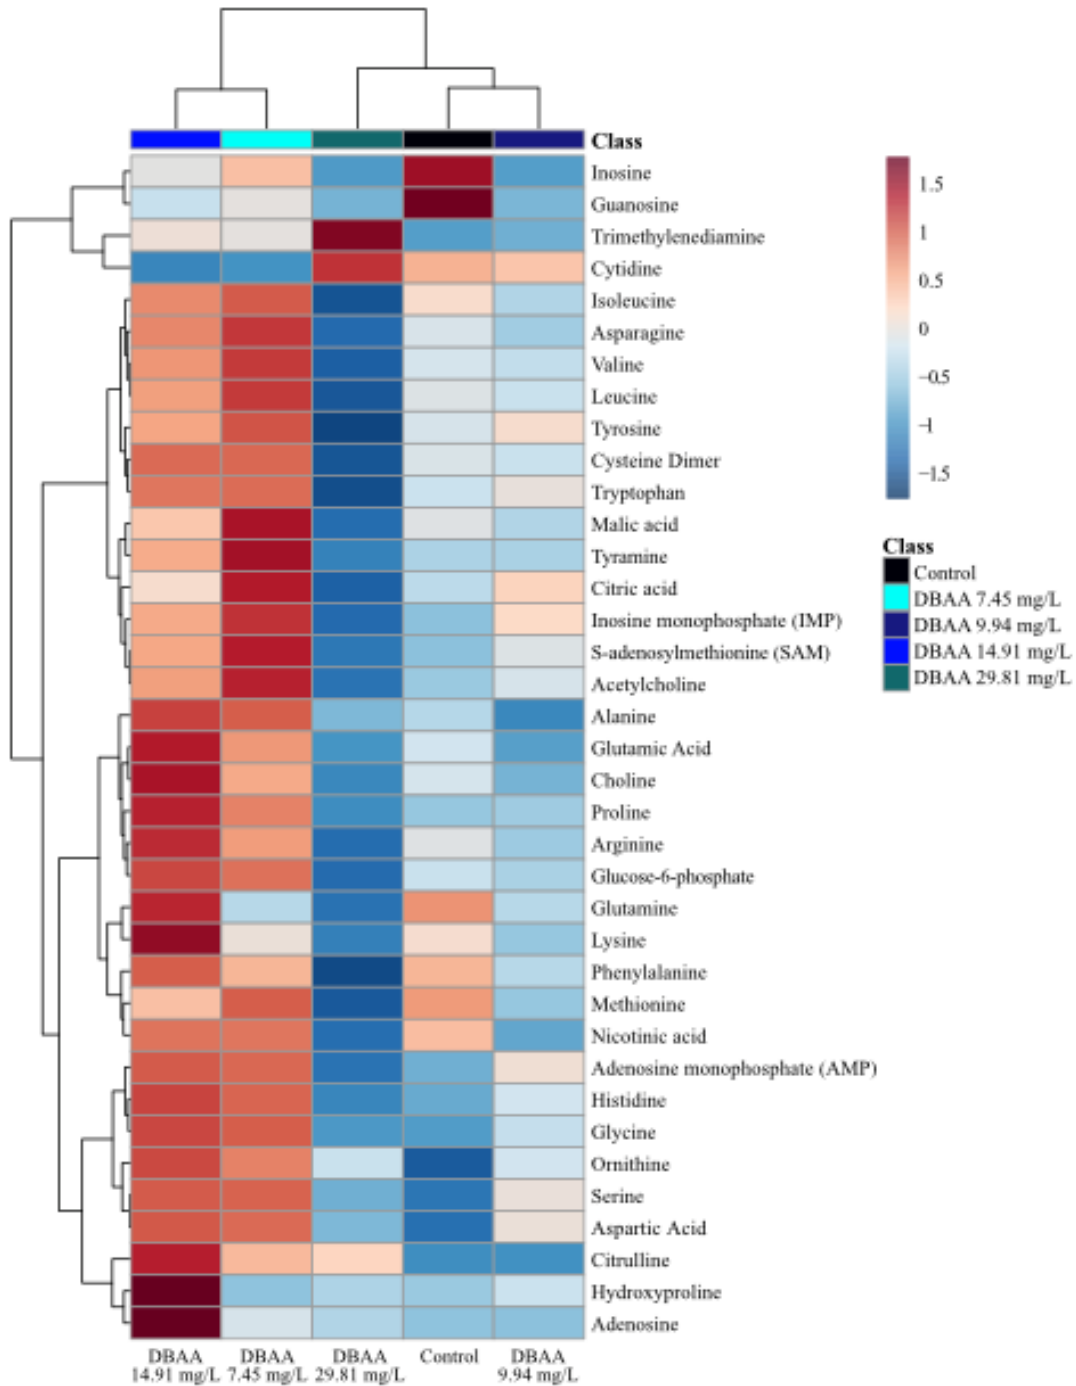 Class
Inosine
Guanosine
Trimethylenediamine
Cytidine
Isoleucine
Asparagine
Valine
Leucine
Tyrosine
Cysteine Dimer
Tryptophan
Malic acid
Tyramine
Citric acid
Inosine monophosphate (IMP)
S-adenosylmethionine (SAM)
Acetylcholine
Alanine
Glutamic Acid
Choline
Proline
Arginine
Glucose-6-phosphate
Glutamine
Lysine
Phenylalanine
Methionine
Nicotinic acid
Adenosine monophosphate (AMP)
Histidine
Glycine
Ornithine
Serine
Aspartic Acid
Citrulline
Hydroxyproline
Adenosine
1.5
1
0.5
0
−0.5
−1
−1.5
Class
Control
DBAA 7.45 mg/L
DBAA 9.94 mg/L
DBAA 14.91 mg/L
DBAA 29.81 mg/L
DBAA
14.91 mg/L
DBAA
7.45 mg/L
DBAA
29.81 mg/L
Control
DBAA
9.94 mg/L